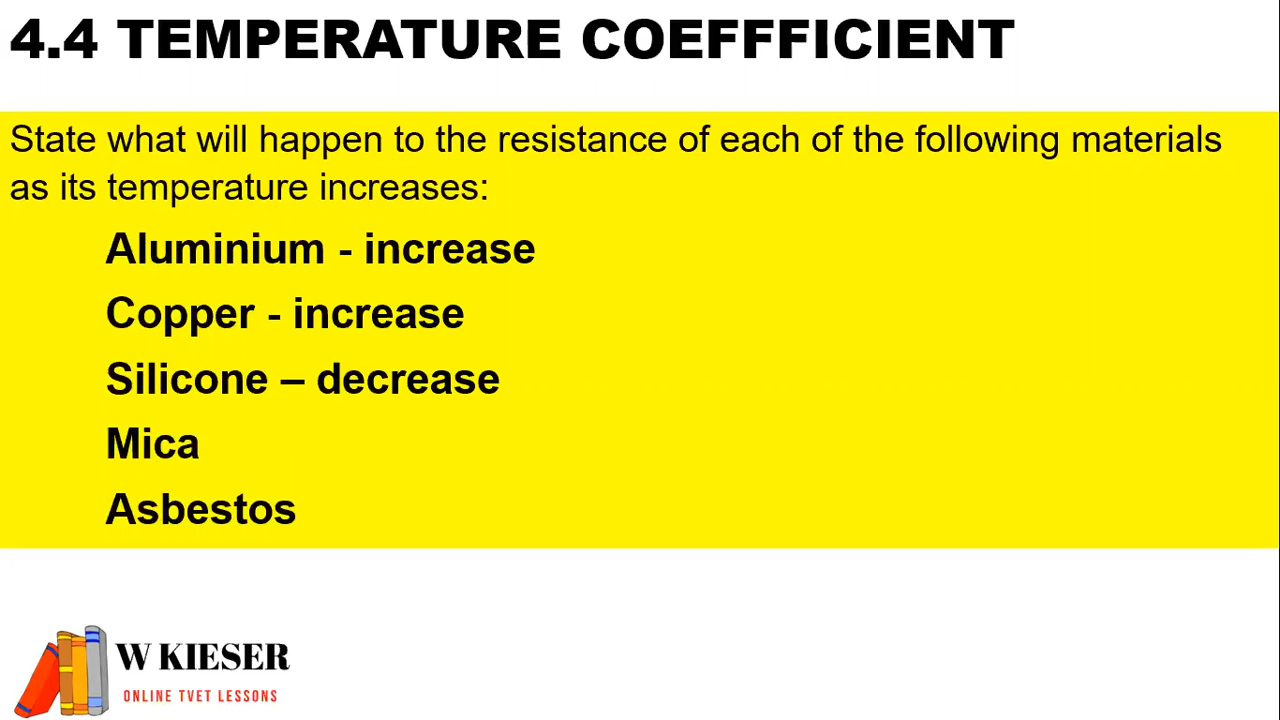 4.4 TEMPERATURE COEFFFICIENT
State what will happen to the resistance of each of the following materials
as its temperature increases:
Aluminium - increase
Copper - increase
Silicone – decrease
Mica
Asbestos
W KIESER
ONLINE TVET LESSONS